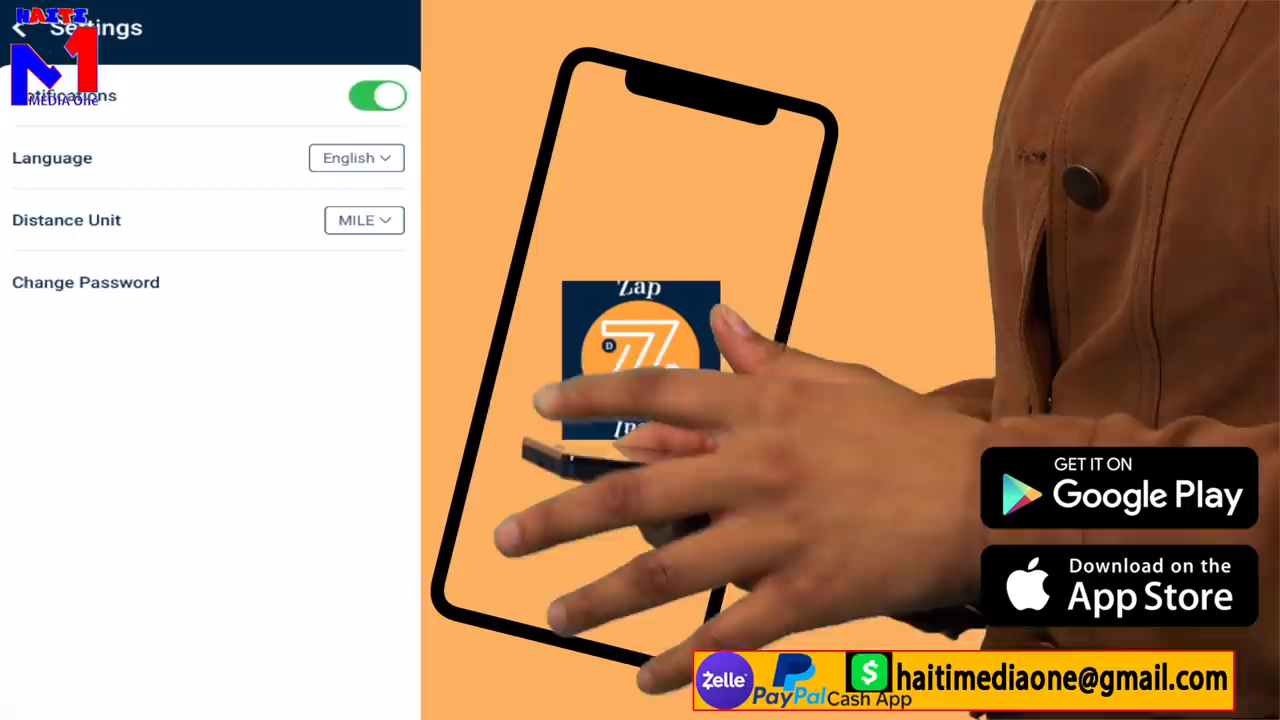 HAITI
M1
MEDIA One
Settings
Language
English
Distance Unit
MILE
Change Password
Zap
D
Z
GET IT ON
Google Play
Download on the
App Store
Zelle
PayPal
$
Cash App
haitimediaone@gmail.com